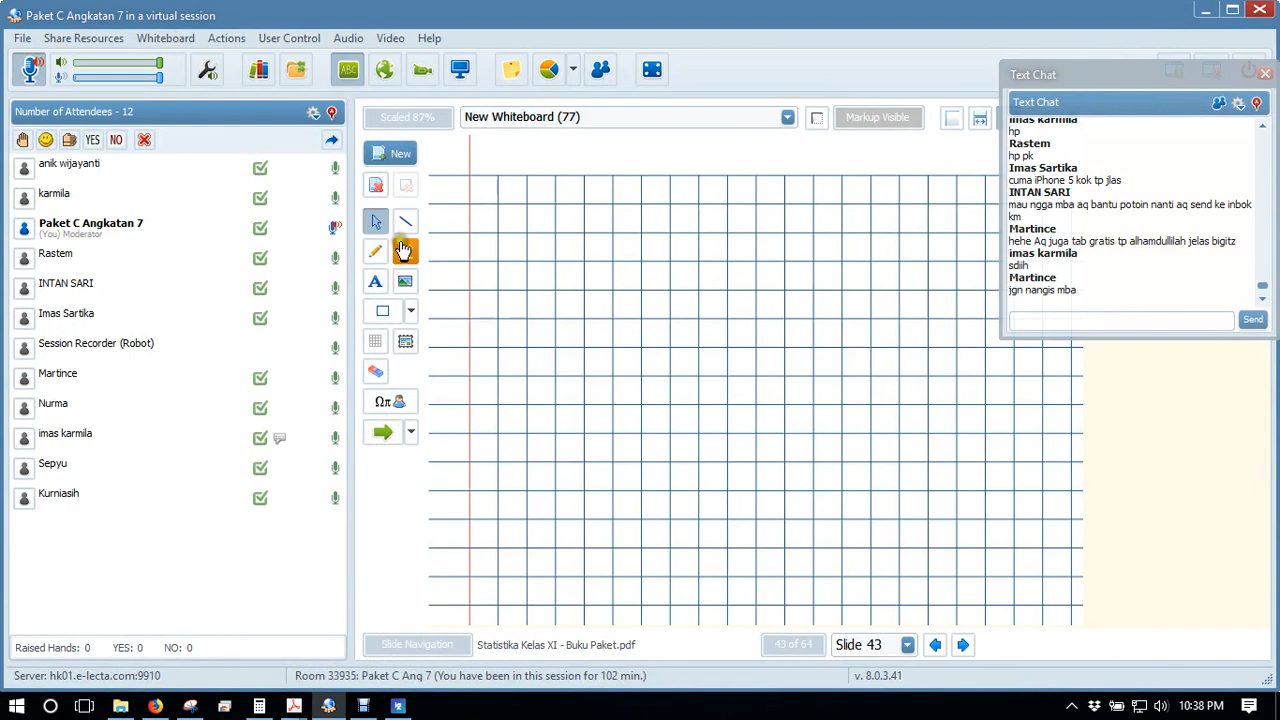 Paket C Angkatan 7 in a virtual session
File Share Resources Whiteboard Actions User Control Audio Video Help
ABC
Number of Attendees - 12
YES NO
anik wijayanti
karmila
Paket C Angkatan 7
(You) Moderator
Rastem
INTAN SARI
Imas Sartika
Session Recorder (Robot)
Martince
Nurma
imas karmila
Sepyu
Kurniasih
Raised Hands: 0 YES: 0 NO: 0
Scaled 87% New Whiteboard (77) Markup Visible
New
A
Ωπ
Slide Navigation Statistika Kelas XI - Buku Paket.pdf 43 of 64 Slide 43
Text Chat
Text Chat
imas karmila
hp
Rastem
hp pk
Imas Sartika
cuma iPhone 5 kok tp jlas
INTAN SARI
mau ngga mba aq bantu potoin nanti aq send ke inbok
km
Martince
hehe Aq juga tab gratis tp alhamdullilah jelas bigitz
imas karmila
sdiih
Martince
jgn nangis mba
Send
Server: hk01.e-lecta.com:9910 Room 33935: Paket C Ang 7 (You have been in this session for 102 min.) v. 8.0.3.41
10:38 PM